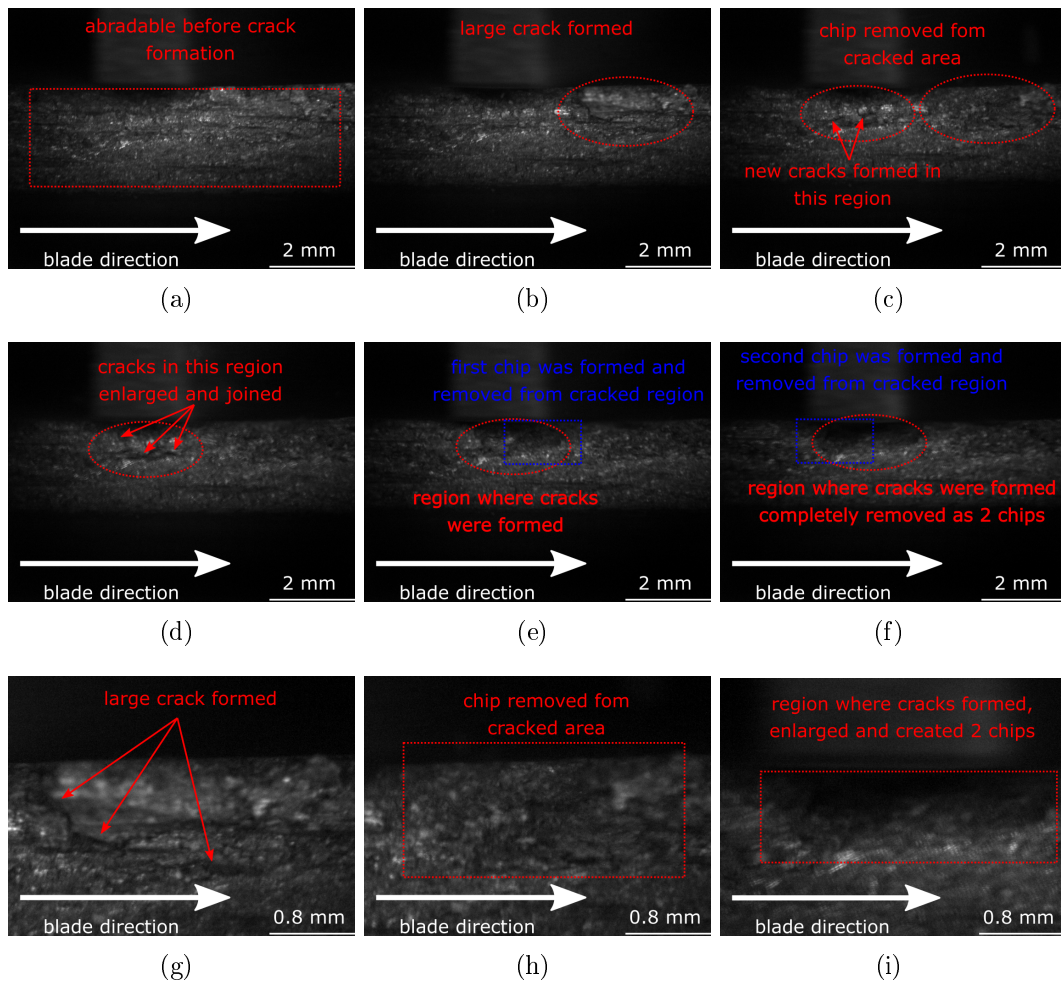 abradable before crack
formation
blade direction
2 mm
(a)
large crack formed
blade direction
2 mm
(b)
chip removed fom
cracked area
new cracks formed in
this region
blade direction
2 mm
(c)
cracks in this region
enlarged and joined
blade direction
2 mm
(d)
first chip was formed and
removed from cracked region
region where cracks
were formed
blade direction
2 mm
(e)
second chip was formed and
removed from cracked region
region where cracks were formed
completely removed as 2 chips
blade direction
2 mm
(f)
large crack formed
blade direction
0.8 mm
(g)
chip removed fom
cracked area
blade direction
0.8 mm
(h)
region where cracks formed,
enlarged and created 2 chips
blade direction
0.8 mm
(i)